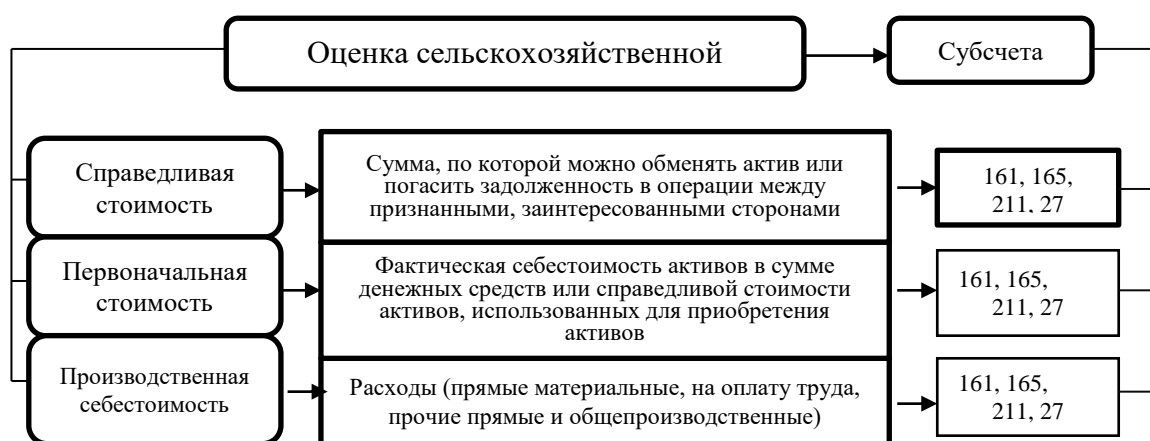 Оценка сельскохозяйственной
Субсчета
Справедливая
стоимость
Сумма, по которой можно обменять актив или
погасить задолженность в операции между
признанными, заинтересованными сторонами
161, 165,
211, 27
Первоначальная
стоимость
Фактическая себестоимость активов в сумме
денежных средств или справедливой стоимости
активов, использованных для приобретения
активов
161, 165,
211, 27
Производственная
себестоимость
Расходы (прямые материальные, на оплату труда,
прочие прямые и общепроизводственные)
161, 165,
211, 27